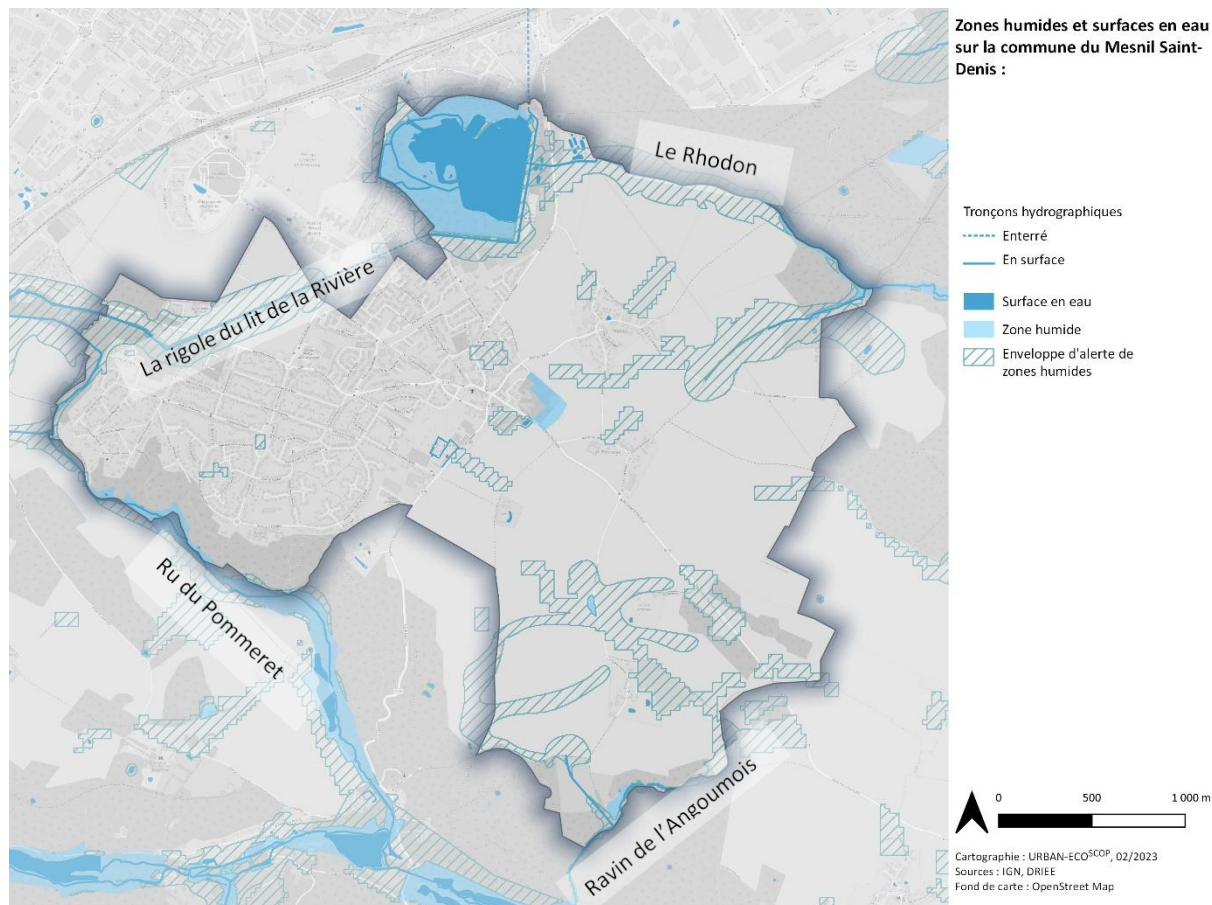 Zones humides et surfaces en eau
sur la commune du Mesnil Saint-
Denis :
Le Rhodon
La rigole du lit de la Rivière
Ru du Pommeret
Ravin de l'Angoumois
Tronçons hydrographiques
Enterré
En surface
Surface en eau
Zone humide
Enveloppe d'alerte de
zones humides
0 500 1 000 m
Cartographie : URBAN-ECOSCOP, 02/2023
Sources : IGN, DRIEE
Fond de carte : OpenStreet Map